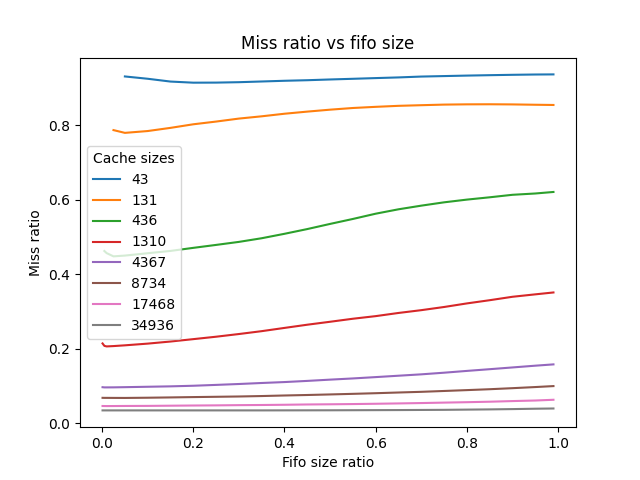 Miss ratio vs fifo size
Miss ratio
0.8
0.6
0.4
0.2
0.0
Cache sizes
43
131
436
1310
4367
8734
17468
34936
0.0 0.2 0.4 0.6 0.8 1.0
Fifo size ratio